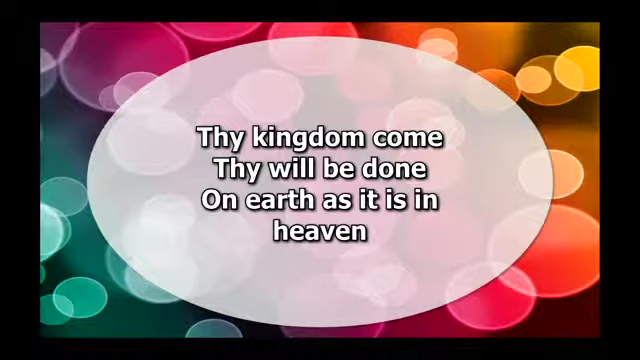 Thy kingdom come
Thy will be done
On earth as it is in
heaven